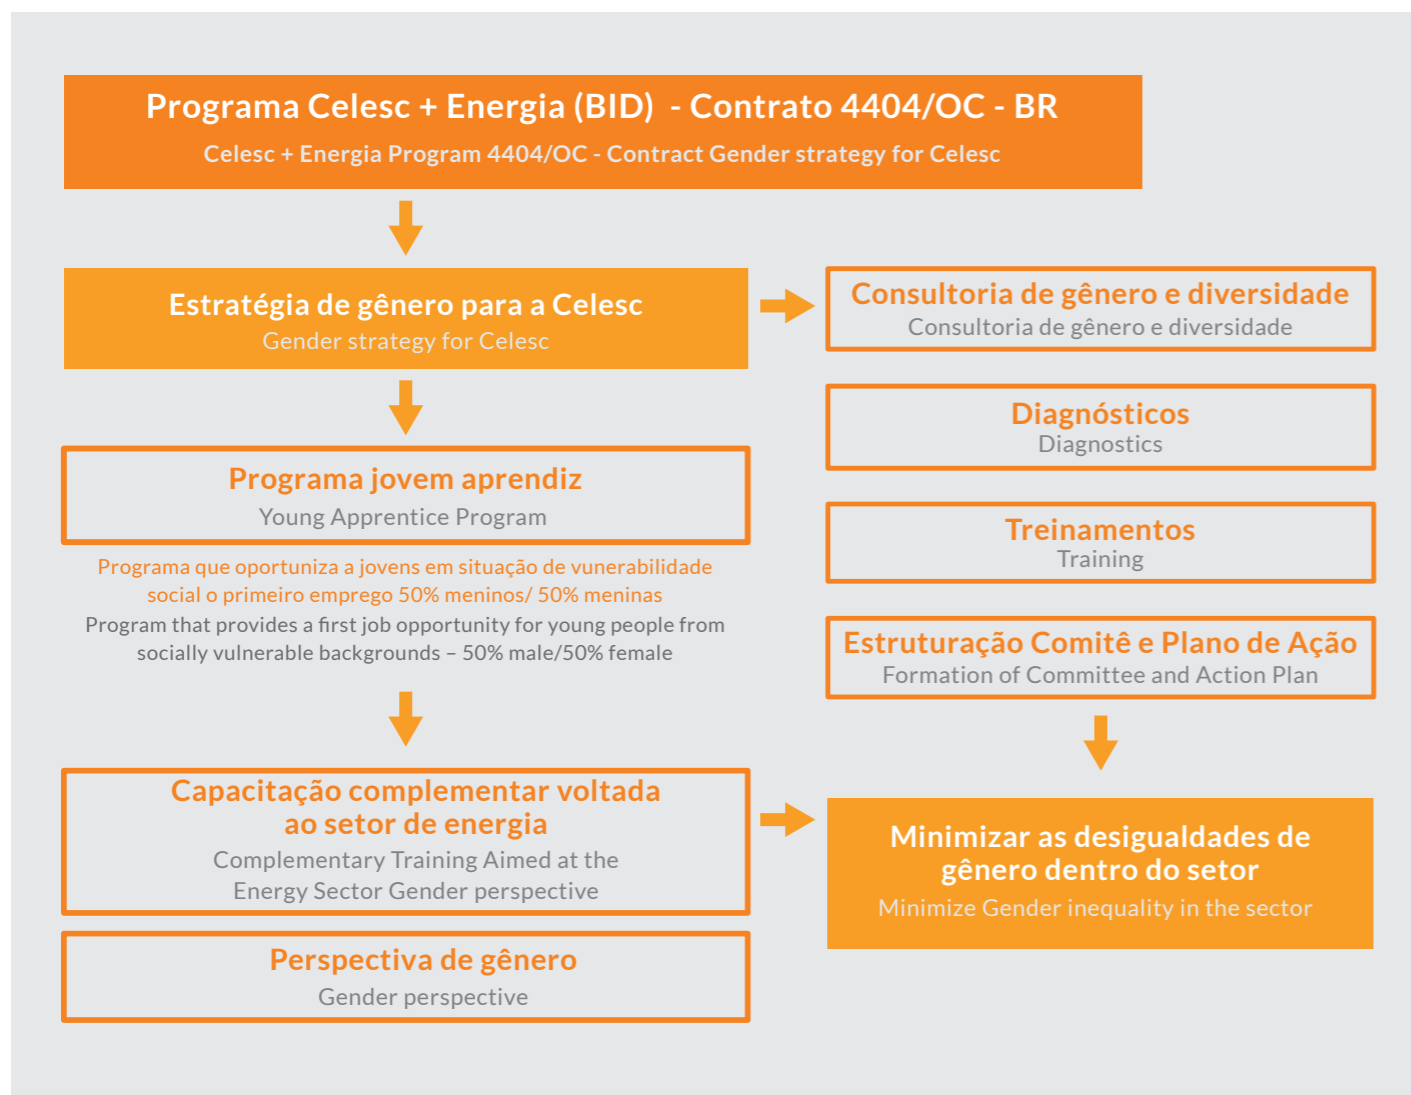 Programa Celesc + Energia (BID) - Contrato 4404/OC - BR
Celesc + Energia Program 4404/OC - Contract Gender strategy for Celesc
Estratégia de gênero para a Celesc
Gender strategy for Celesc
Programa jovem aprendiz
Young Apprentice Program
Programa que oportuniza a jovens em situação de vunerabilidade
social o primeiro emprego 50% meninos/ 50% meninas
Program that provides a first job opportunity for young people from
socially vulnerable backgrounds – 50% male/50% female
Capacitação complementar voltada
ao setor de energia
Complementary Training Aimed at the
Energy Sector Gender perspective
Perspectiva de gênero
Gender perspective
Consultoria de gênero e diversidade
Consultoria de gênero e diversidade
Diagnósticos
Diagnostics
Treinamentos
Training
Estruturação Comitê e Plano de Ação
Formation of Committee and Action Plan
Minimizar as desigualdades de
gênero dentro do setor
Minimize Gender inequality in the sector